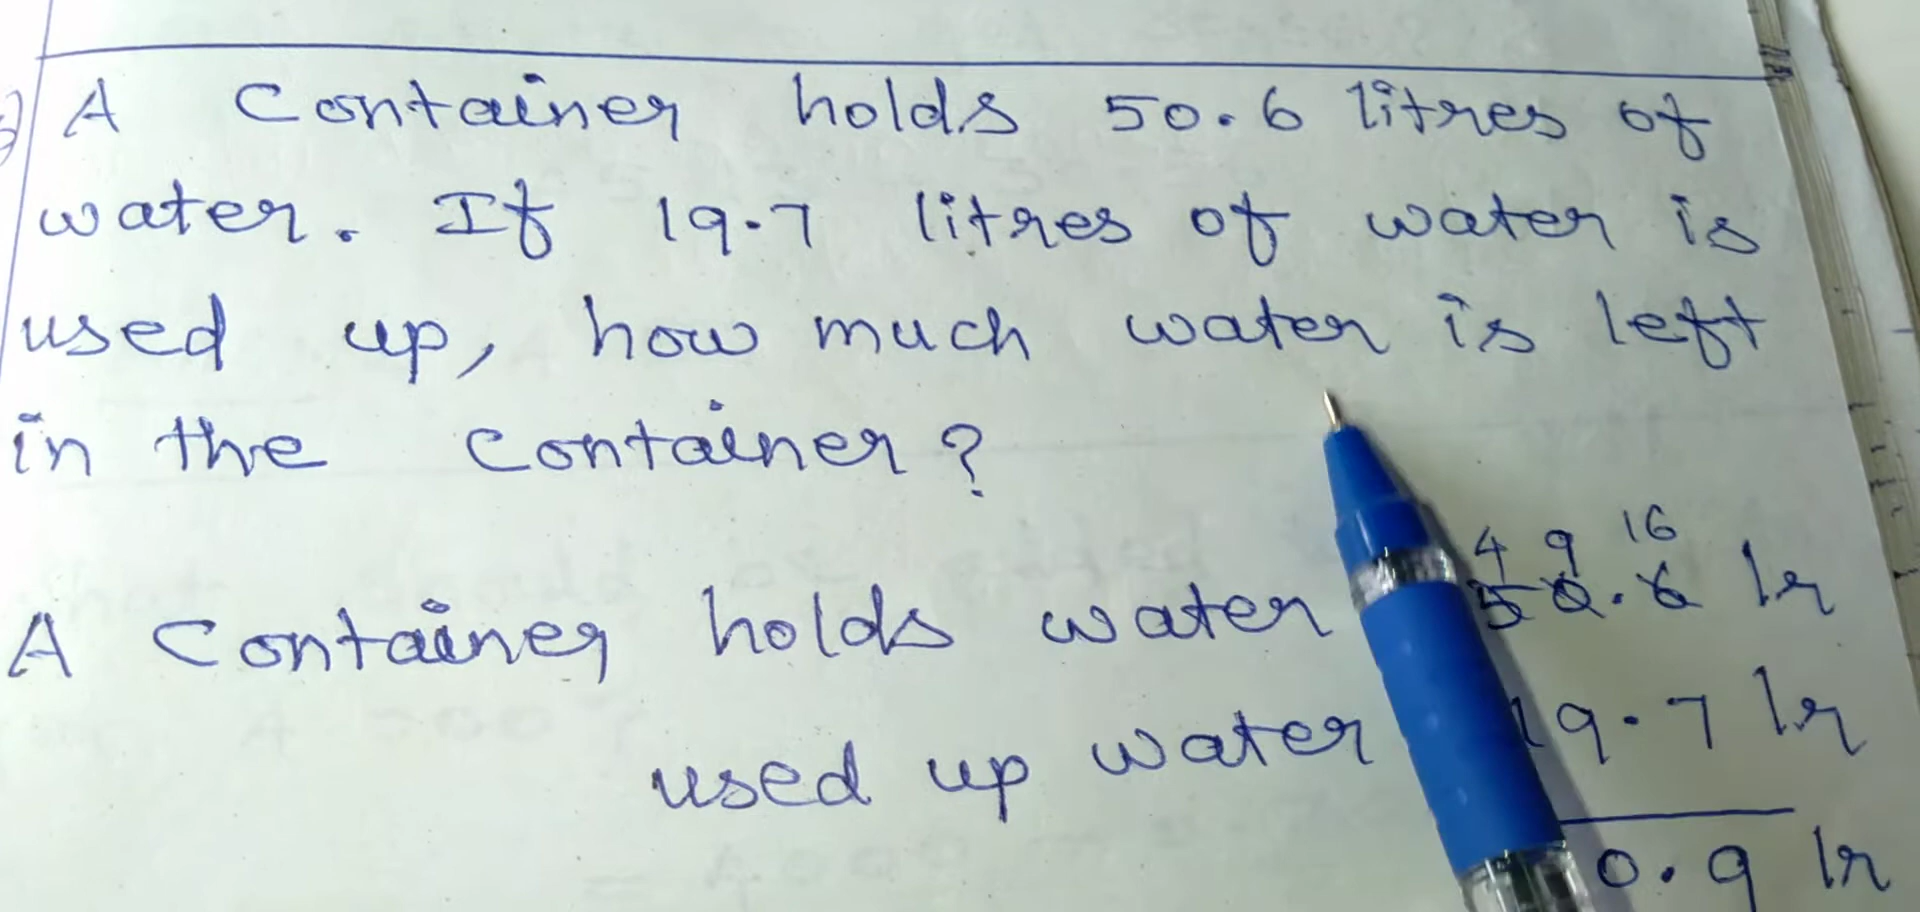 A Container holds 50.6 litres of
water. If 19.7 litres of water is
used up, how much water is left
in the container?
4 9 16
A Container holds water 50.6 lr
used up water 19.7 lr
0.9 lr